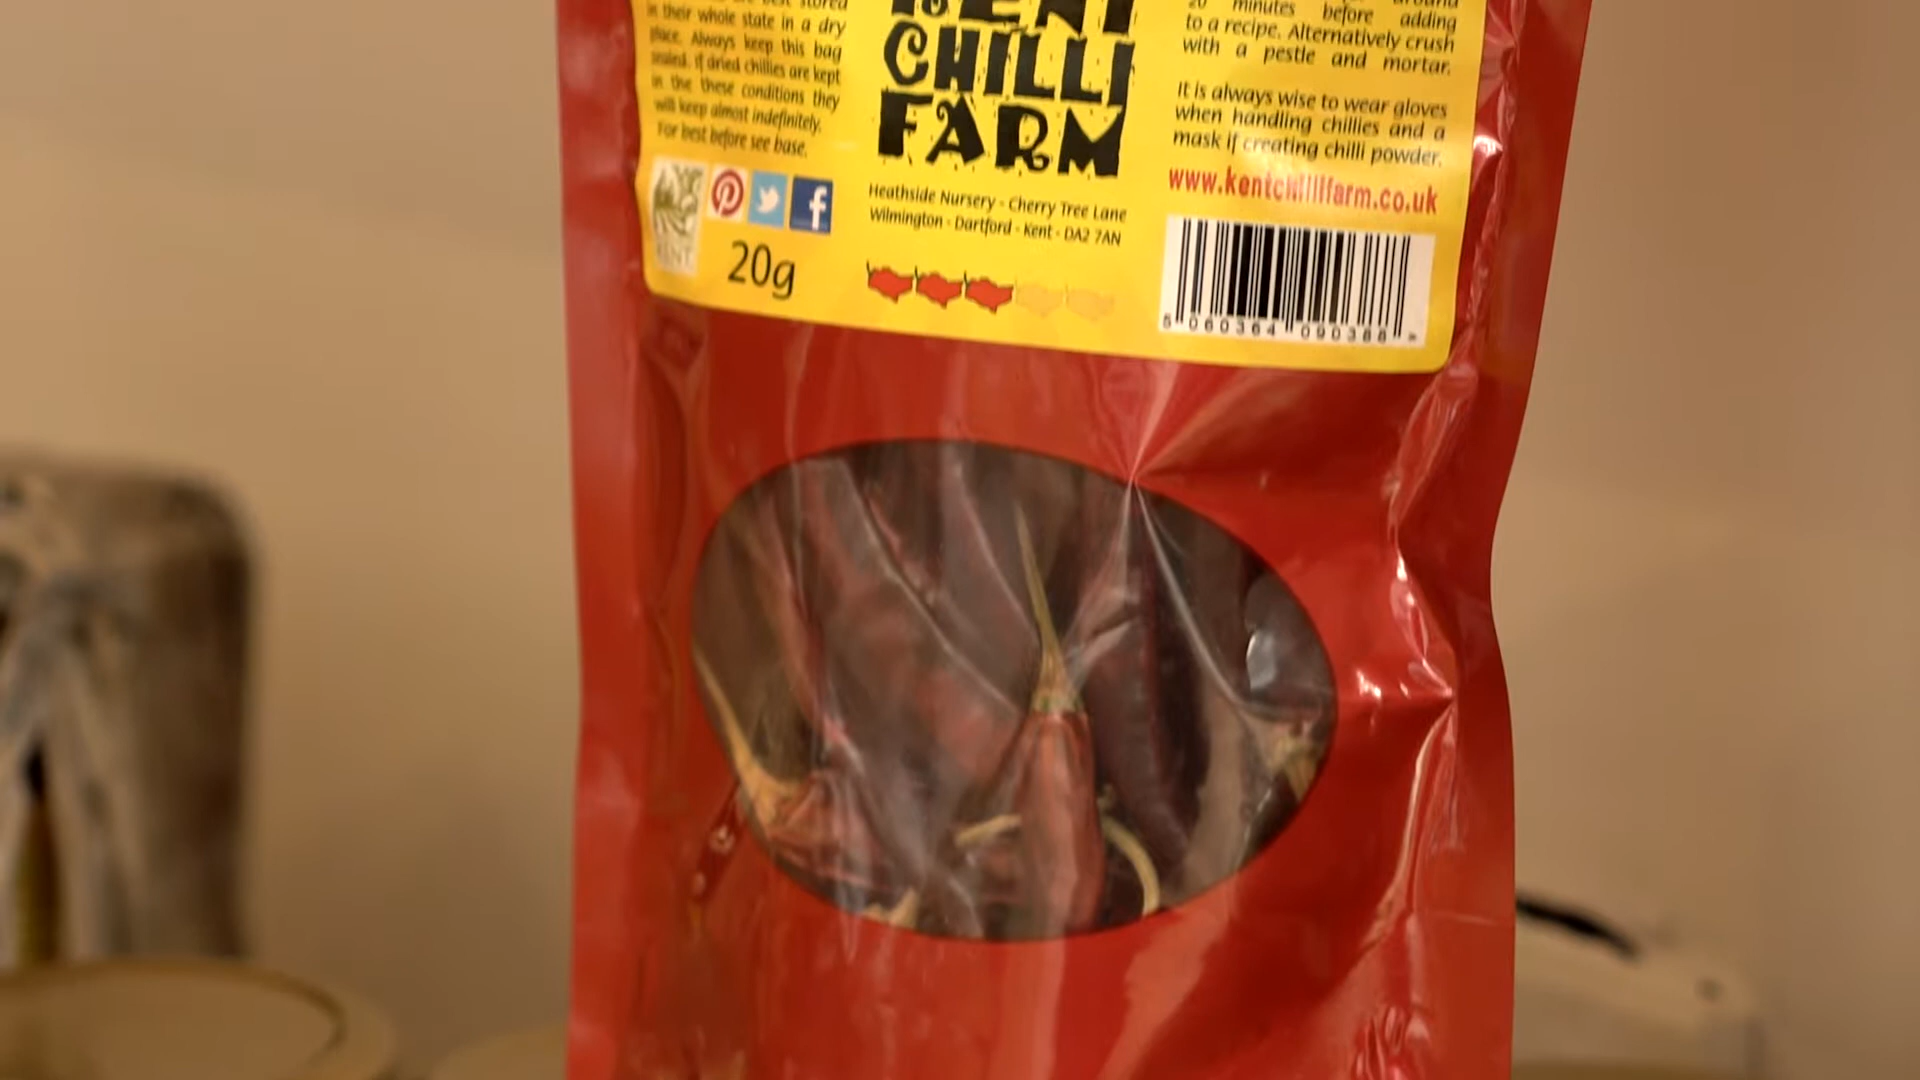 in their whole state in a dry
place. Always keep this bag
sealed. If dried chillies are kept
in the these conditions they
will keep almost indefinitely.
For best before see base.
20g
CHILLI
FARM
Heathside Nursery - Cherry Tree Lane
Wilmington - Dartford - Kent - DA2 7AN
20 minutes before adding
to a recipe. Alternatively crush
with a pestle and mortar.
It is always wise to wear gloves
when handling chillies and a
mask if creating chilli powder.
www.kentchillifarm.co.uk
5 060364 090388 >